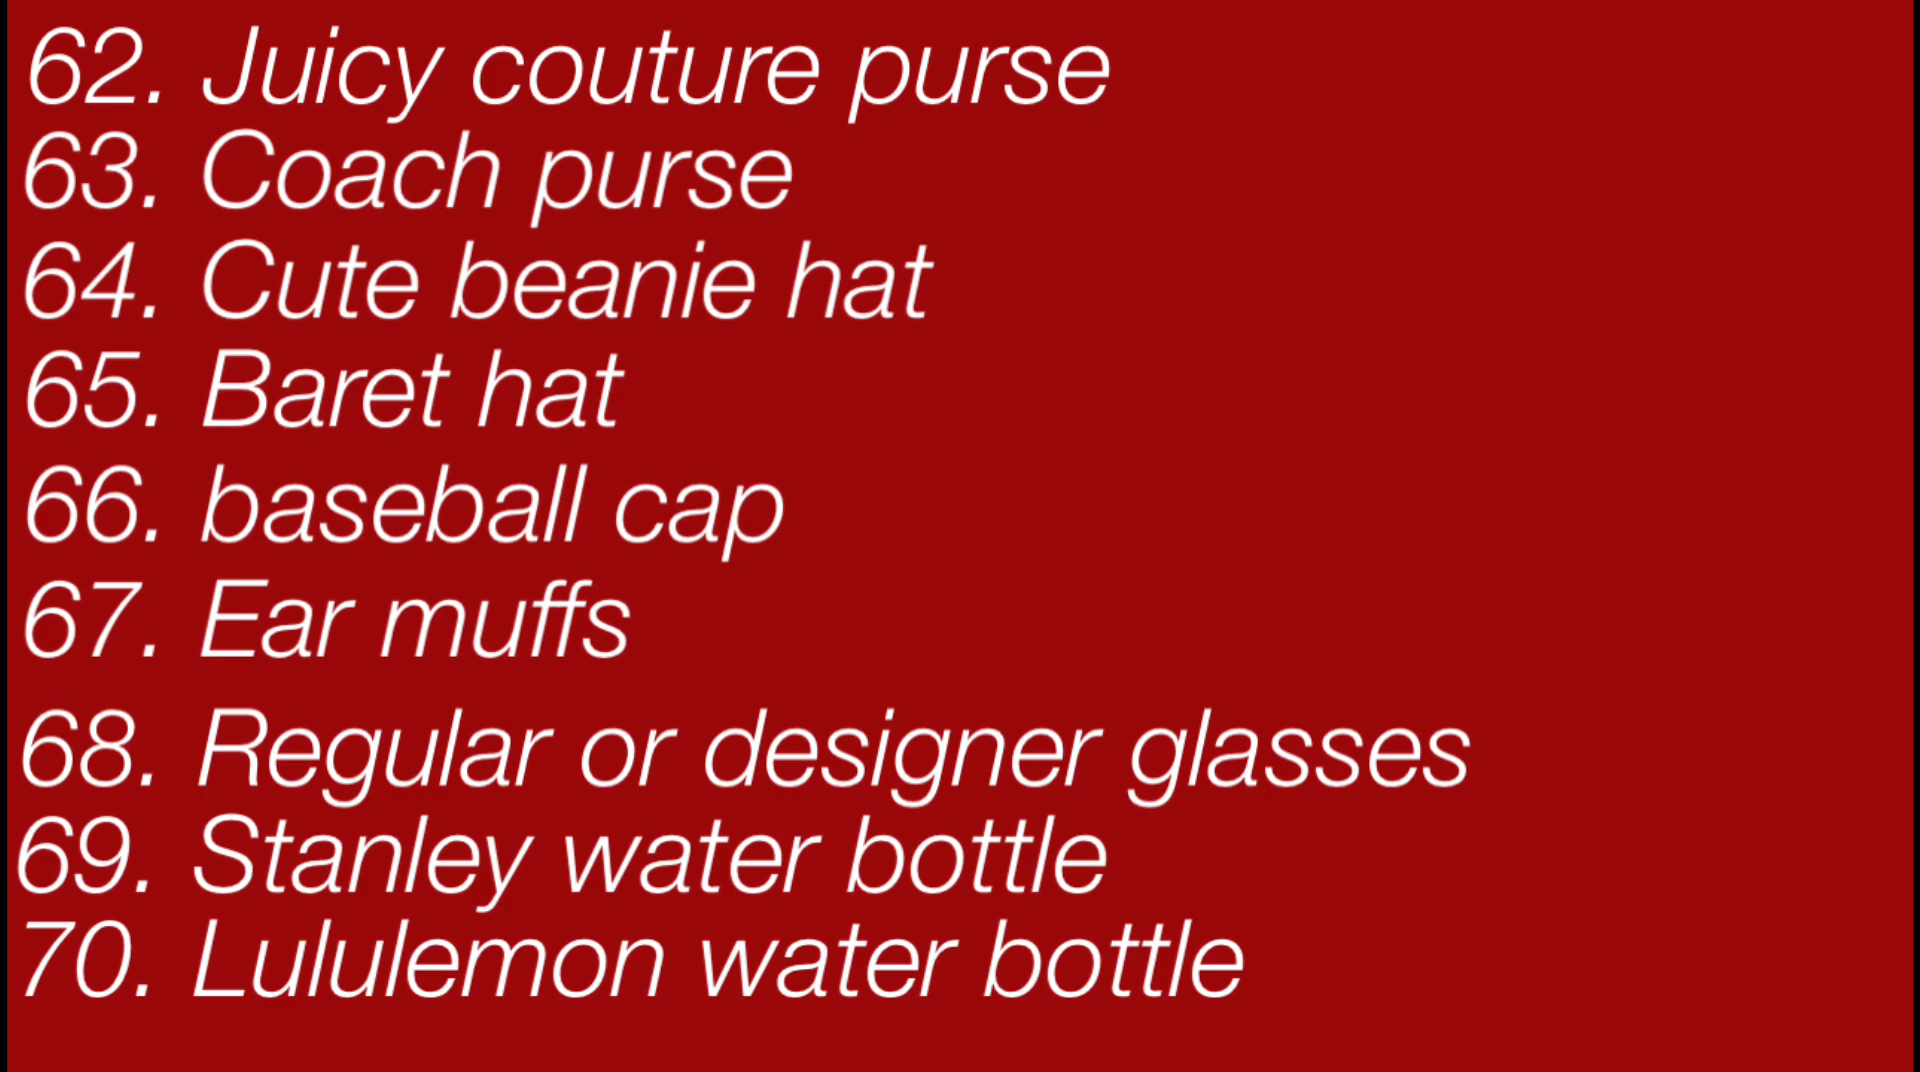 62. Juicy couture purse
63. Coach purse
64. Cute beanie hat
65. Baret hat
66. baseball cap
67. Ear muffs
68. Regular or designer glasses
69. Stanley water bottle
70. Lululemon water bottle